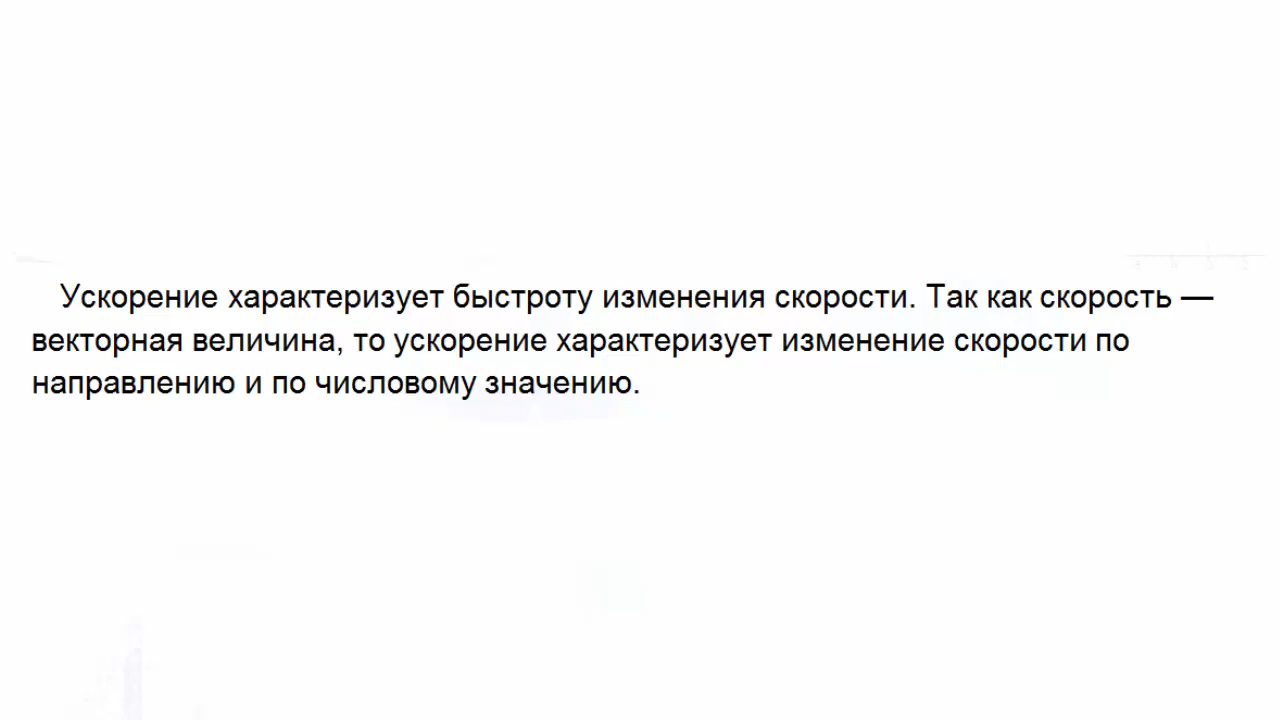 Ускорение характеризует быстроту изменения скорости. Так как скорость —
векторная величина, то ускорение характеризует изменение скорости по
направлению и по числовому значению.